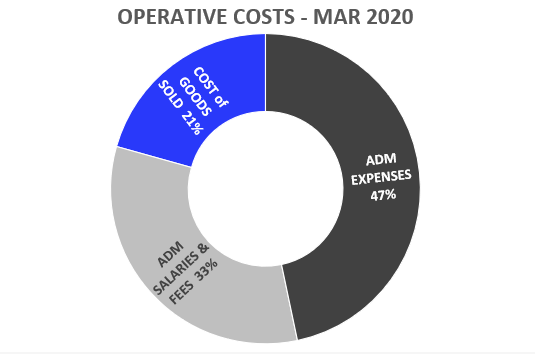 OPERATIVE COSTS - MAR 2020
COST of
GOODS
SOLD 21%
ADM
EXPENSES
47%
ADM
SALARIES &
FEES 33%